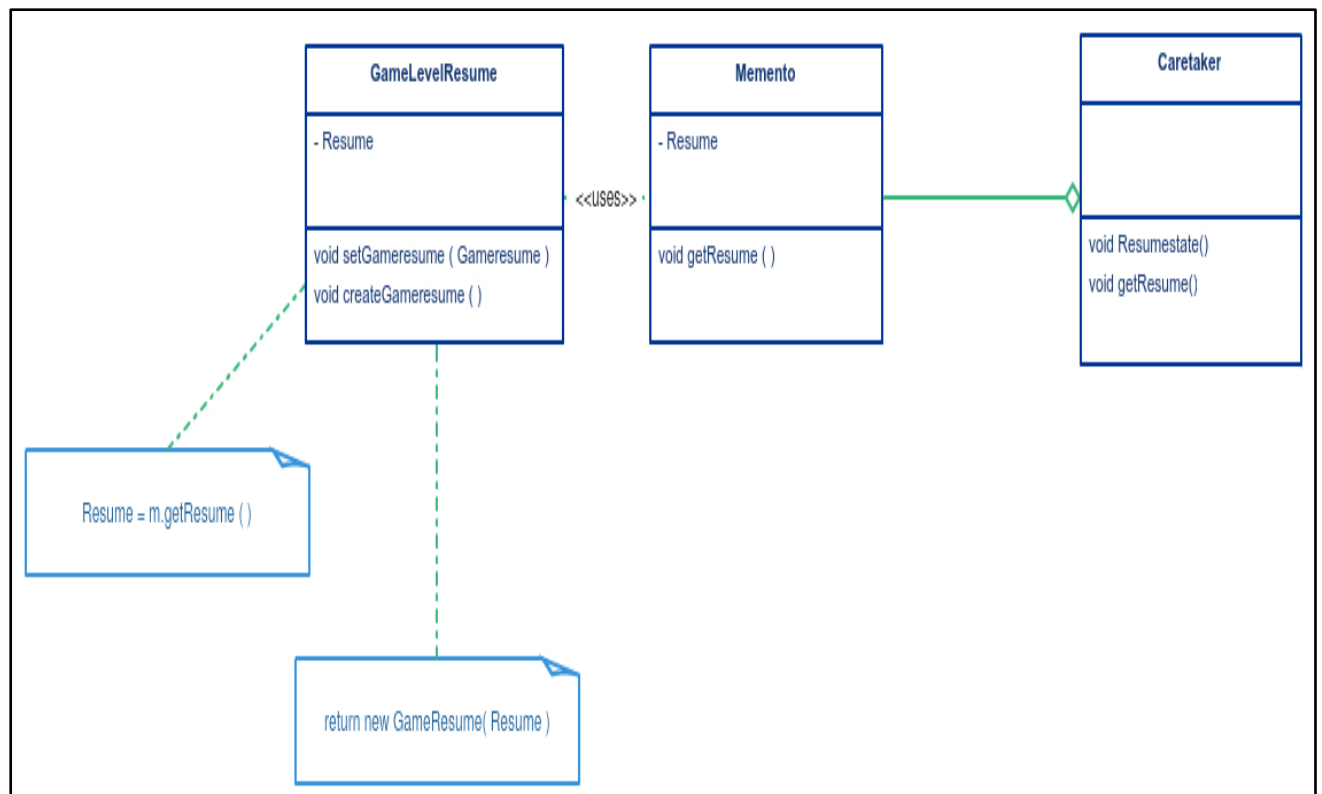 GameLevelResume
- Resume
void setGameresume ( Gameresume )
void createGameresume ( )
<<uses>>
Memento
- Resume
void getResume ( )
Caretaker
void Resumestate()
void getResume()
Resume = m.getResume ( )
return new GameResume( Resume )